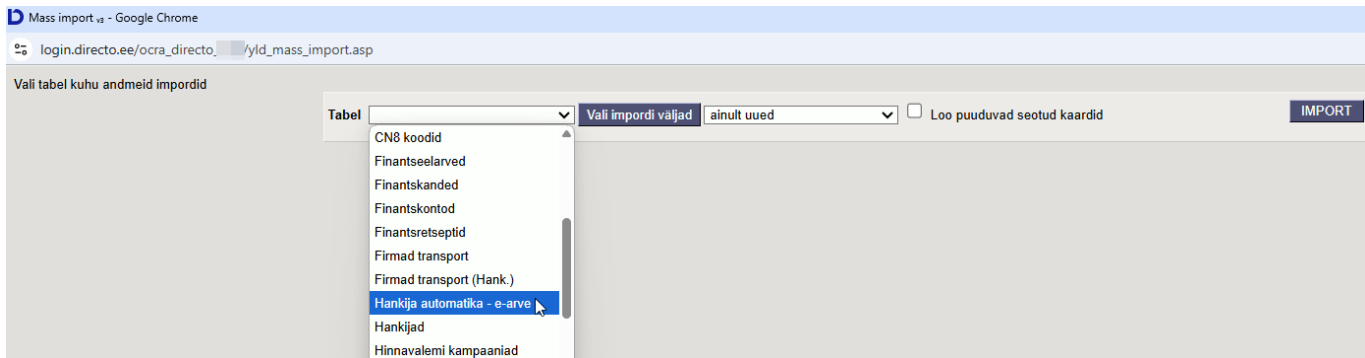 Mass import v3 - Google Chrome
login.directo.ee/ocra_directo_ /yld_mass_import.asp
Vali tabel kuhu andmeid impordid
Tabel Vali impordi väljad ainult uued Loo puuduvad seotud kaardid IMPORT
CN8 koodid
Finantseelarved
Finantskanded
Finantskontod
Finantsretseptid
Firmad transport
Firmad transport (Hank.)
Hankija automatika - e-arve
Hankijad
Hinnavalemi kampaaniad